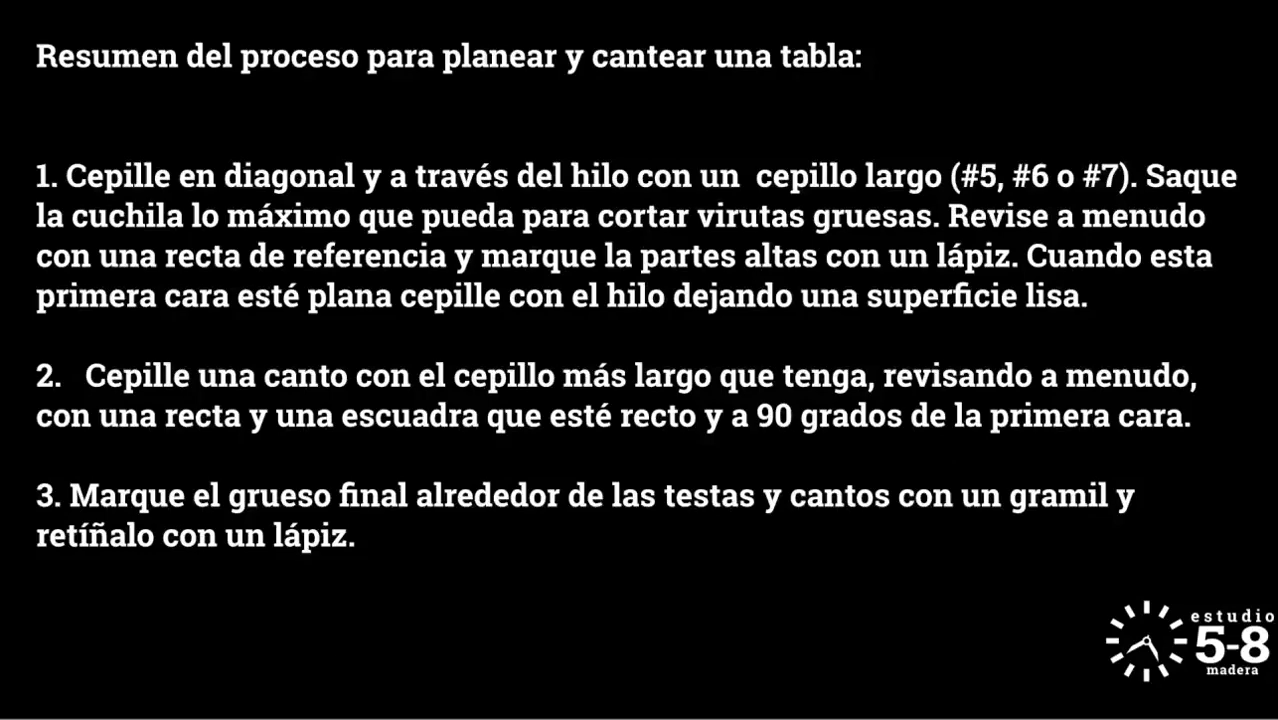 Resumen del proceso para planear y cantear una tabla:
1. Cepille en diagonal y a través del hilo con un  cepillo largo (#5, #6 o #7). Saque
la cuchila lo máximo que pueda para cortar virutas gruesas. Revise a menudo
con una recta de referencia y marque la partes altas con un lápiz. Cuando esta
primera cara esté plana cepille con el hilo dejando una superficie lisa.
2.   Cepille una canto con el cepillo más largo que tenga, revisando a menudo,
con una recta y una escuadra que esté recto y a 90 grados de la primera cara.
3. Marque el grueso final alrededor de las testas y cantos con un gramil y
retíñalo con un lápiz.
estudio
5-8
madera